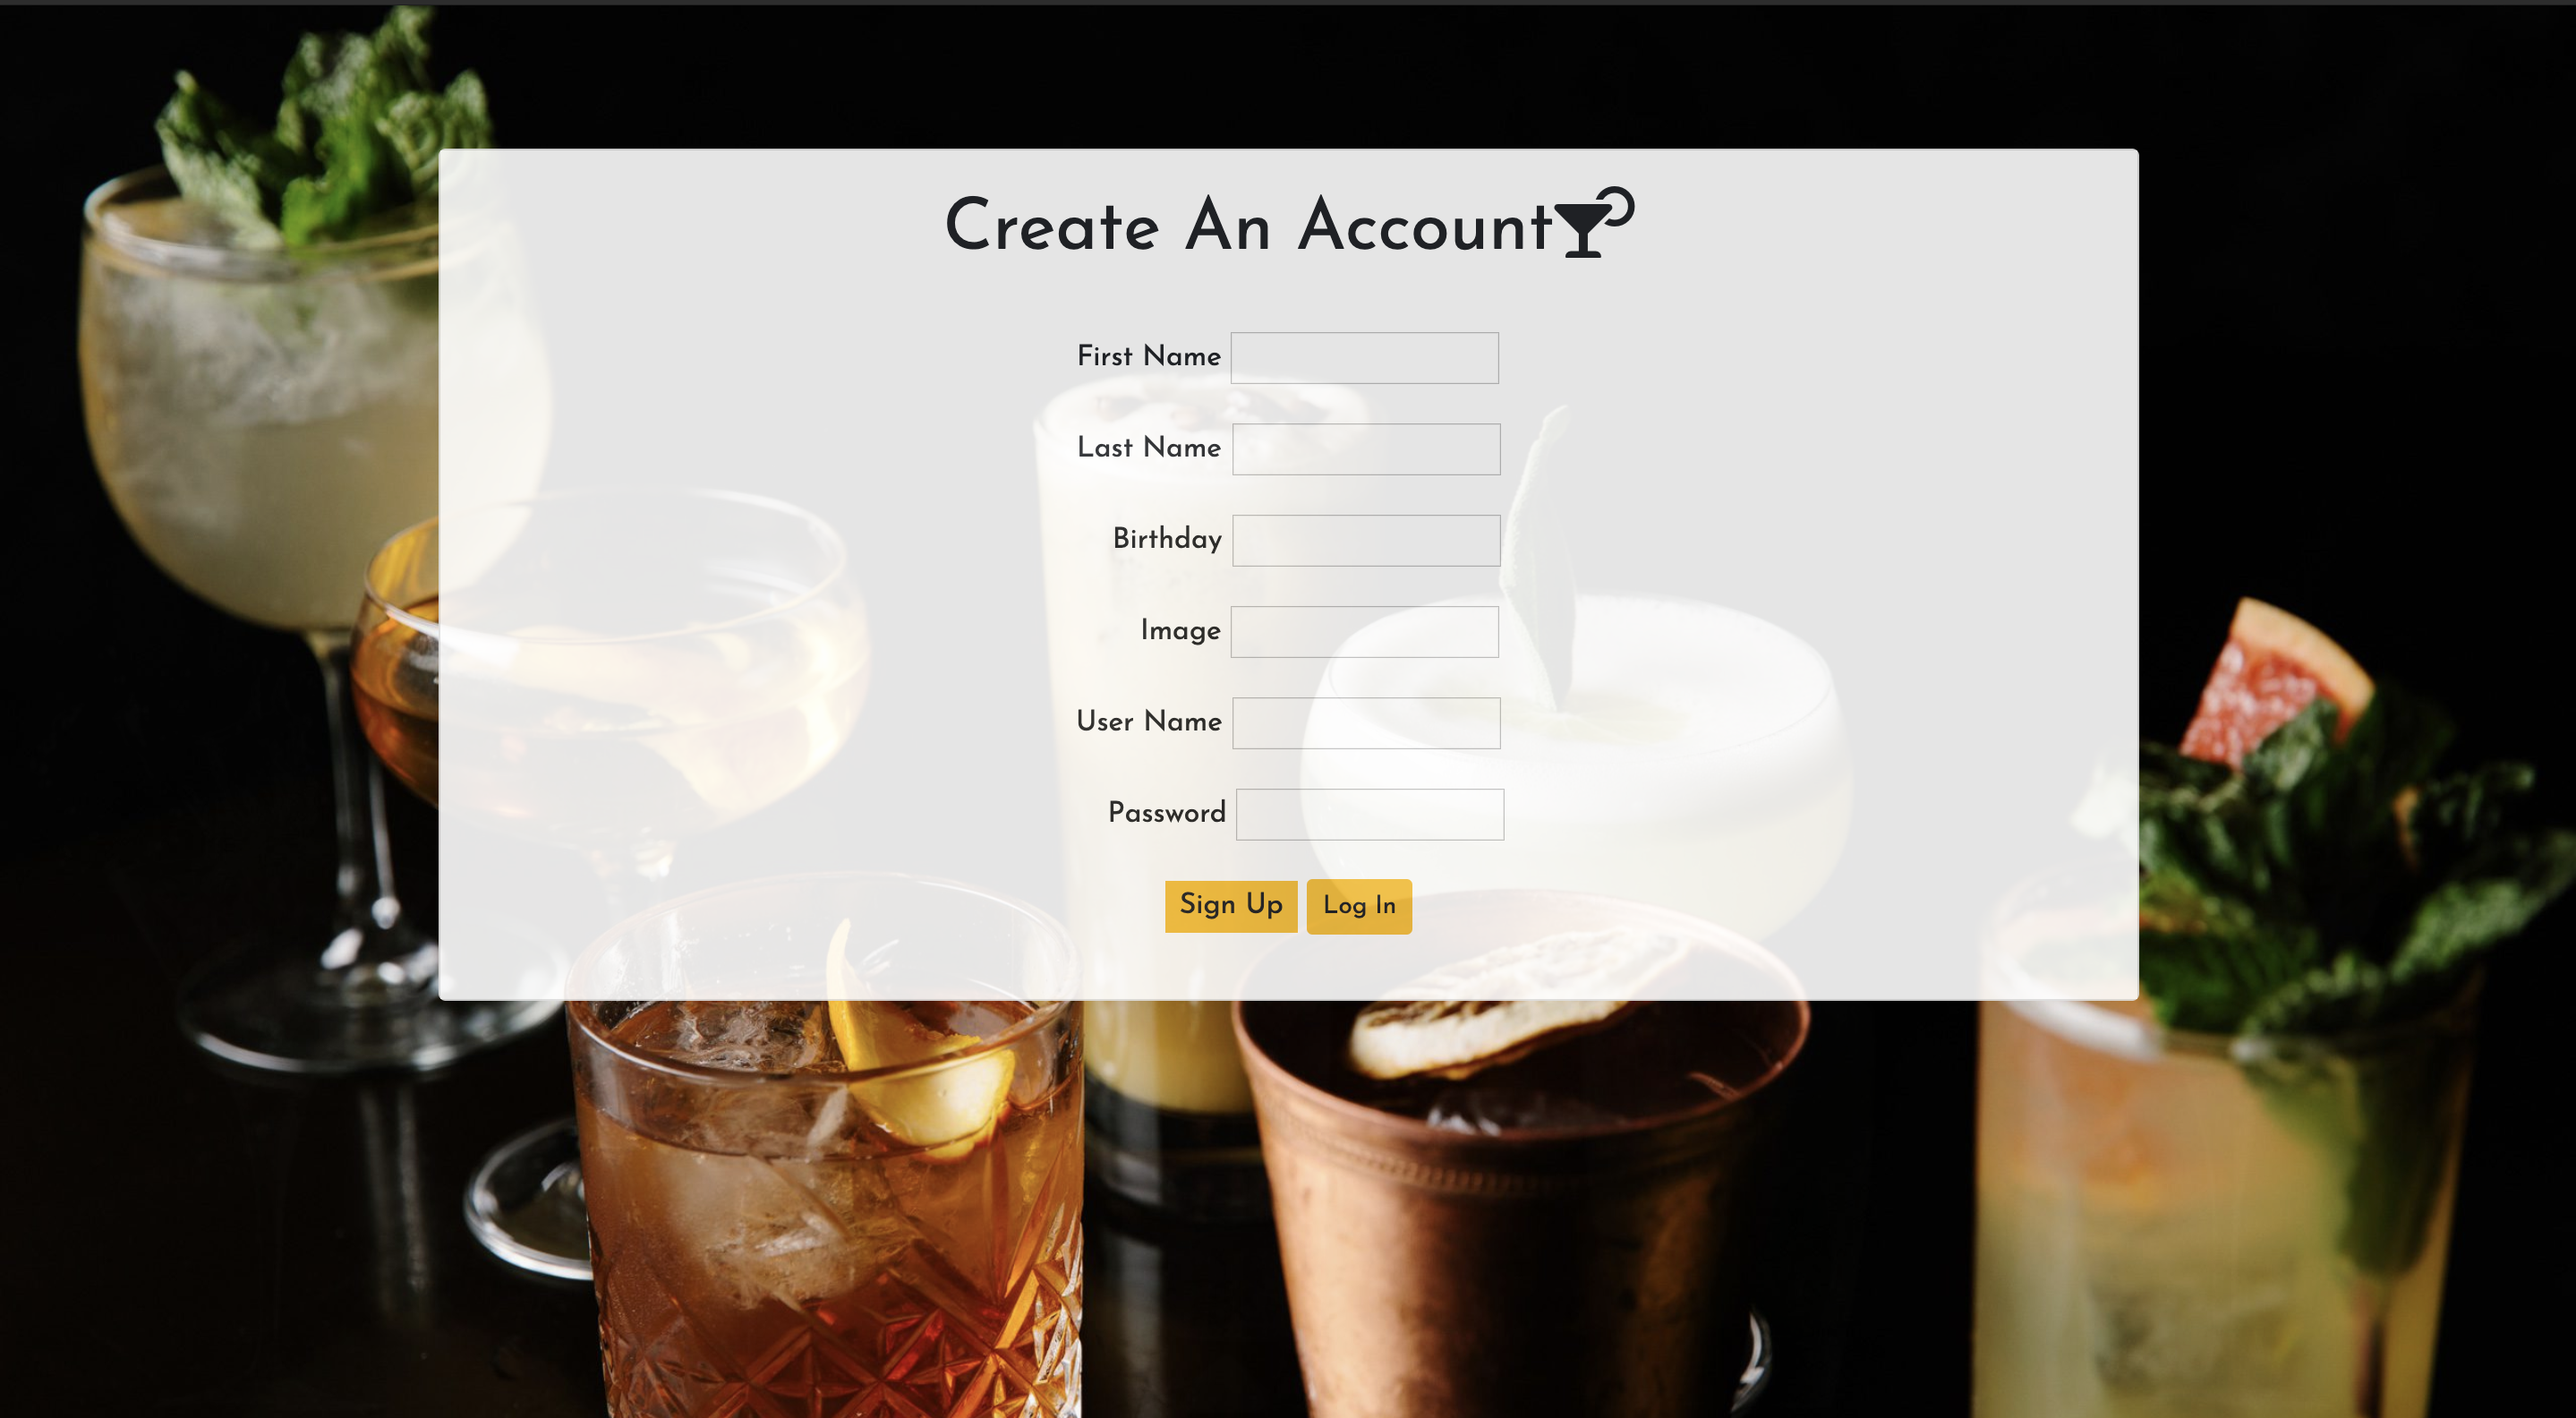 Create An Account
First Name
Last Name
Birthday
Image
User Name
Password
Sign Up Log In